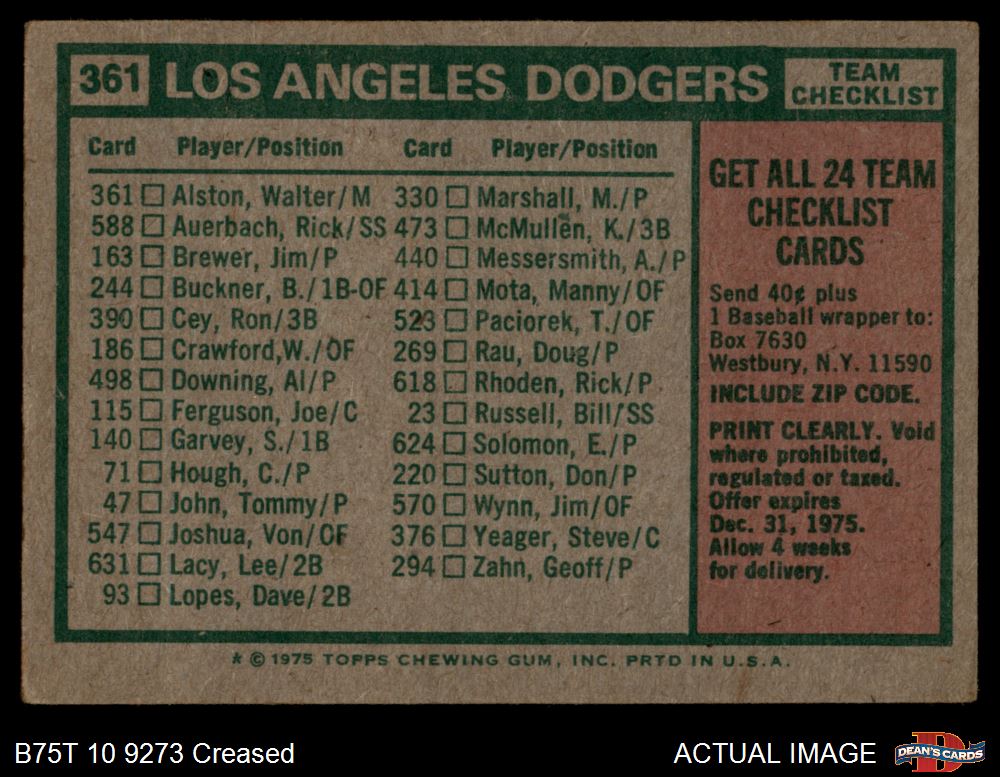 361 LOS ANGELES DODGERS TEAM CHECKLIST
Card Player/Position Card Player/Position
361 Alston, Walter/M
588 Auerbach, Rick/SS
163 Brewer, Jim/P
244 Buckner, B./1B-OF
390 Cey, Ron/3B
186 Crawford,W./OF
498 Downing, Al/P
115 Ferguson, Joe/C
140 Garvey, S./1B
71 Hough, C./P
47 John, Tommy/P
547 Joshua, Von/OF
631 Lacy, Lee/2B
93 Lopes, Dave/2B
330 Marshall, M./P
473 McMullen, K./3B
440 Messersmith, A./P
414 Mota, Manny/OF
523 Paciorek, T./OF
269 Rau, Doug/P
618 Rhoden, Rick/P
23 Russell, Bill/SS
624 Solomon, E./P
220 Sutton, Don/P
570 Wynn, Jim/OF
376 Yeager, Steve/C
294 Zahn, Geoff/P
GET ALL 24 TEAM
CHECKLIST
CARDS
Send 40¢ plus
1 Baseball wrapper to:
Box 7630
Westbury, N.Y. 11590
INCLUDE ZIP CODE.
PRINT CLEARLY. Void
where prohibited,
regulated or taxed.
Offer expires
Dec. 31, 1975.
Allow 4 weeks
for delivery.
* © 1975 TOPPS CHEWING GUM, INC. PRTD IN U.S.A.
B75T 10 9273 Creased
ACTUAL IMAGE
DEAN'S CARDS